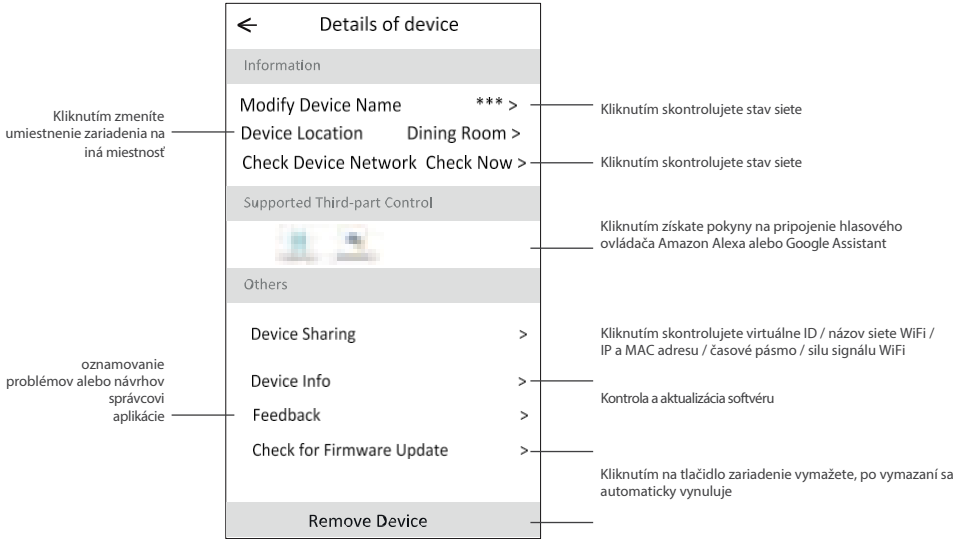 ← Details of device
Information
Modify Device Name *** >
Device Location Dining Room >
Check Device Network Check Now >
Supported Third-part Control
Others
Device Sharing >
Device Info >
Feedback >
Check for Firmware Update >
Remove Device
Kliknutím zmeníte
umiestnenie zariadenia na
iná miestnosť
oznamovanie
problémov alebo návrhov
správcovi
aplikácie
Kliknutím skontrolujete stav siete
Kliknutím skontrolujete stav siete
Kliknutím získate pokyny na pripojenie hlasového
ovládača Amazon Alexa alebo Google Assistant
Kliknutím skontrolujete virtuálne ID / názov siete WiFi /
IP a MAC adresu / časové pásmo / silu signálu WiFi
Kontrola a aktualizácia softvéru
Kliknutím na tlačidlo zariadenie vymažete, po vymazaní sa
automaticky vynuluje